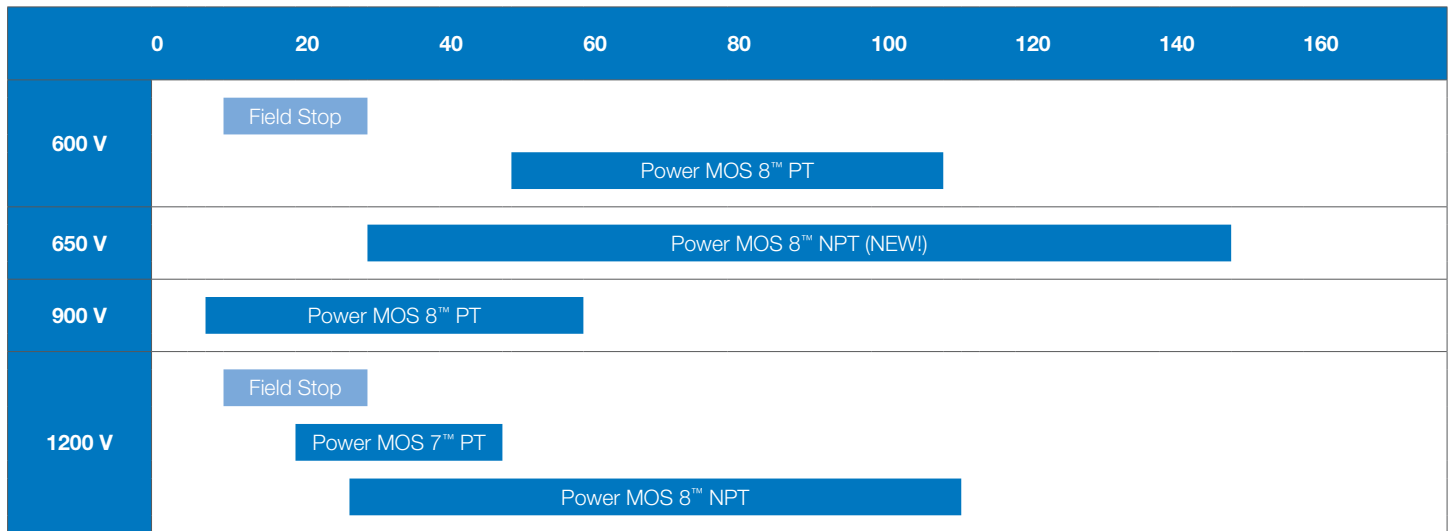 0 20 40 60 80 100 120 140 160
600 V
Field Stop
Power MOS 8™ PT
650 V
Power MOS 8™ NPT (NEW!)
900 V
Power MOS 8™ PT
1200 V
Field Stop
Power MOS 7™ PT
Power MOS 8™ NPT